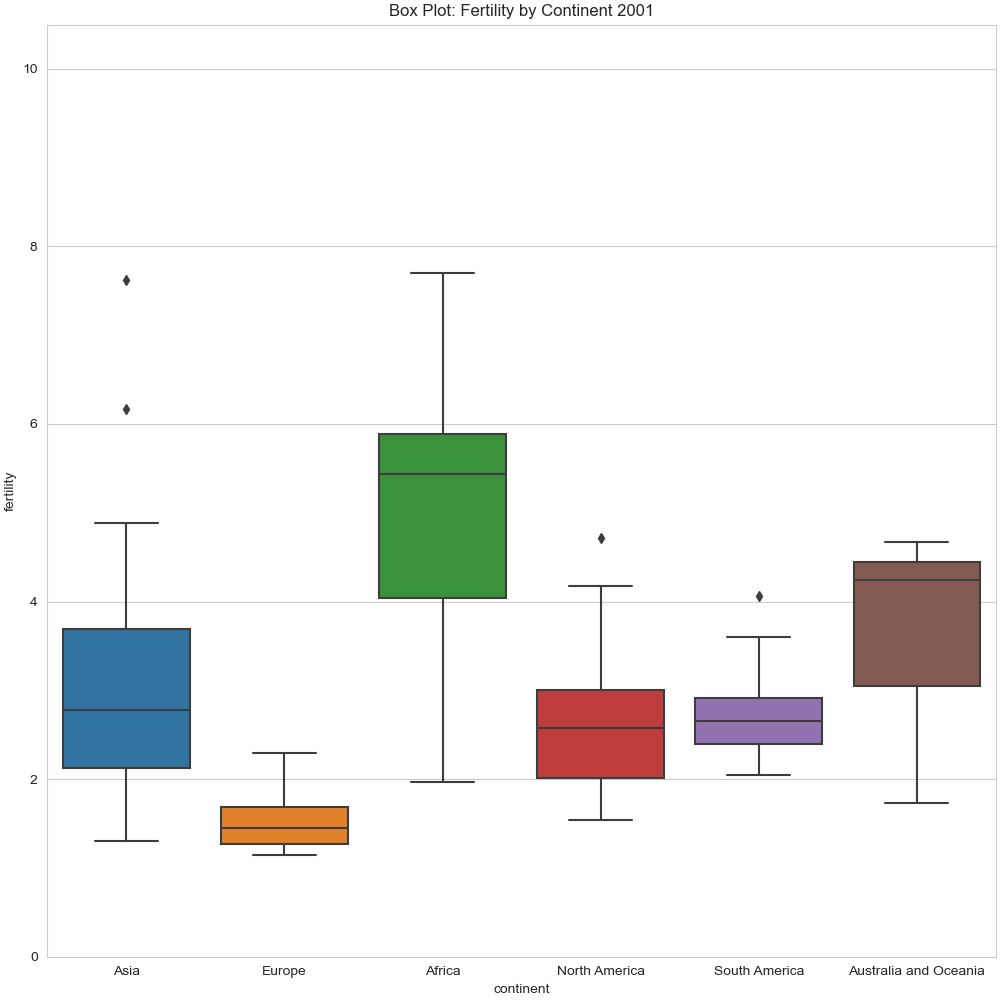 Box Plot: Fertility by Continent 2001
10
8
6
4
2
0
fertility
Asia
Europe
Africa
North America
South America
Australia and Oceania
continent